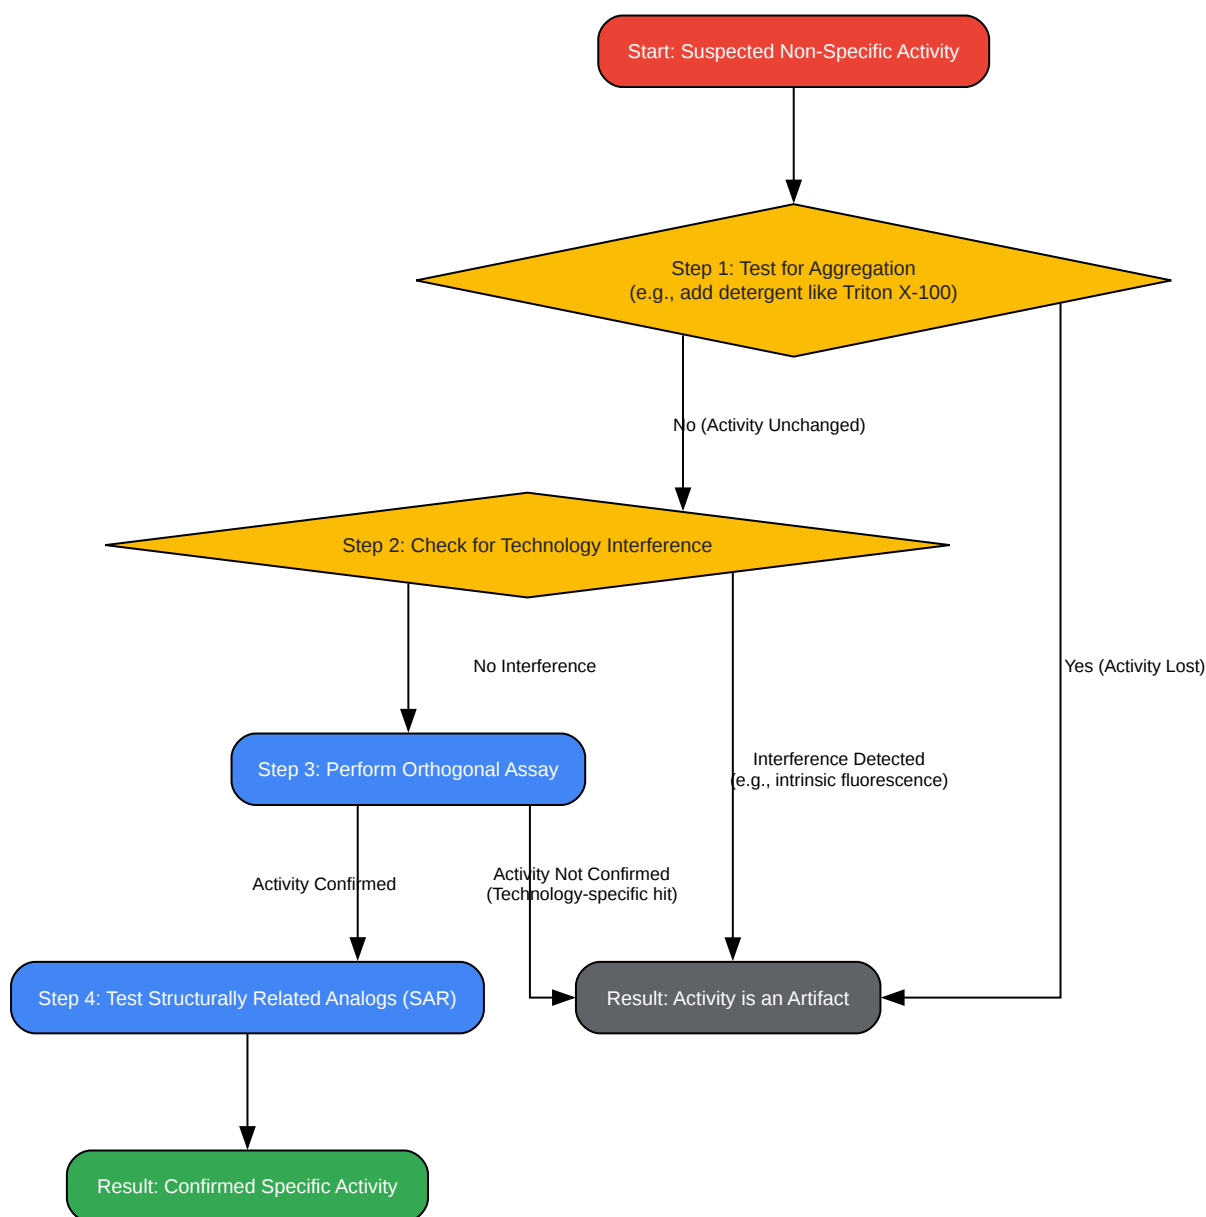 Start: Suspected Non-Specific Activity
Step 1: Test for Aggregation
(e.g., add detergent like Triton X-100)
No (Activity Unchanged)
Step 2: Check for Technology Interference
No Interference
Yes (Activity Lost)
Step 3: Perform Orthogonal Assay
Interference Detected
(e.g., intrinsic fluorescence)
Activity Confirmed
Activity Not Confirmed
(Technology-specific hit)
Step 4: Test Structurally Related Analogs (SAR)
Result: Activity is an Artifact
Result: Confirmed Specific Activity